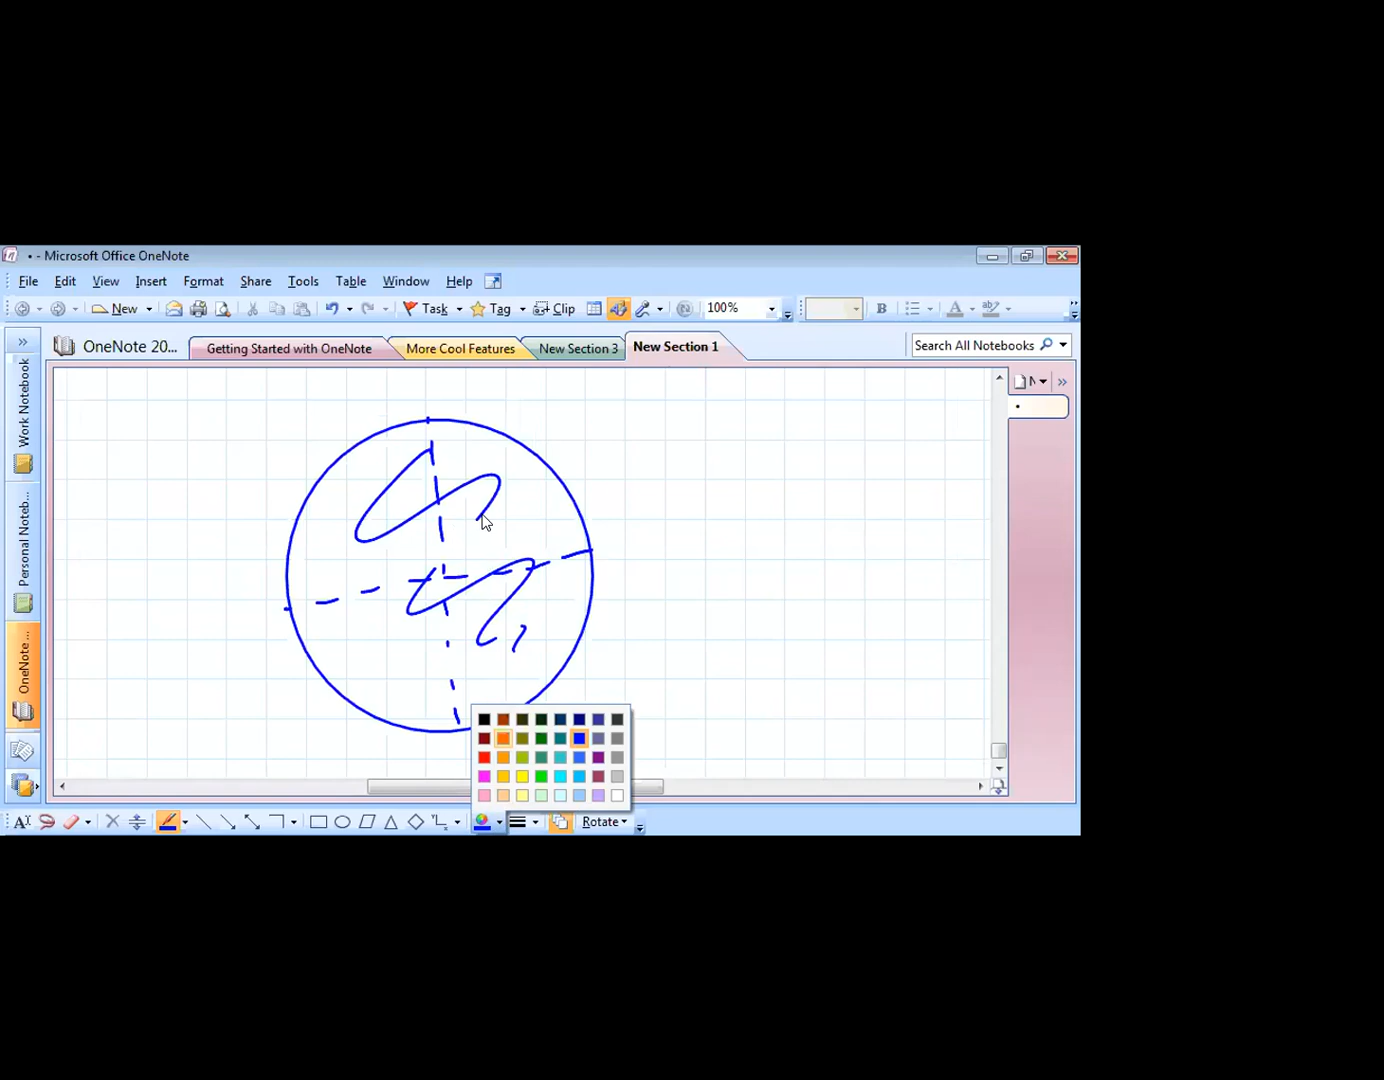 • - Microsoft Office OneNote
File Edit View Insert Format Share Tools Table Window Help
New Task Tag Clip 100% B A ab
OneNote 20... Getting Started with OneNote More Cool Features New Section 3 New Section 1 Search All Notebooks
N
•
Work Notebook
Personal Noteb...
OneNote...
A Rotate